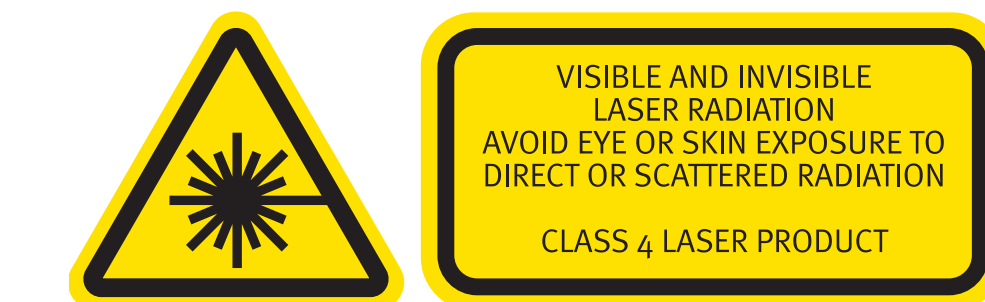 VISIBLE AND INVISIBLE
LASER RADIATION
AVOID EYE OR SKIN EXPOSURE TO
DIRECT OR SCATTERED RADIATION
CLASS 4 LASER PRODUCT